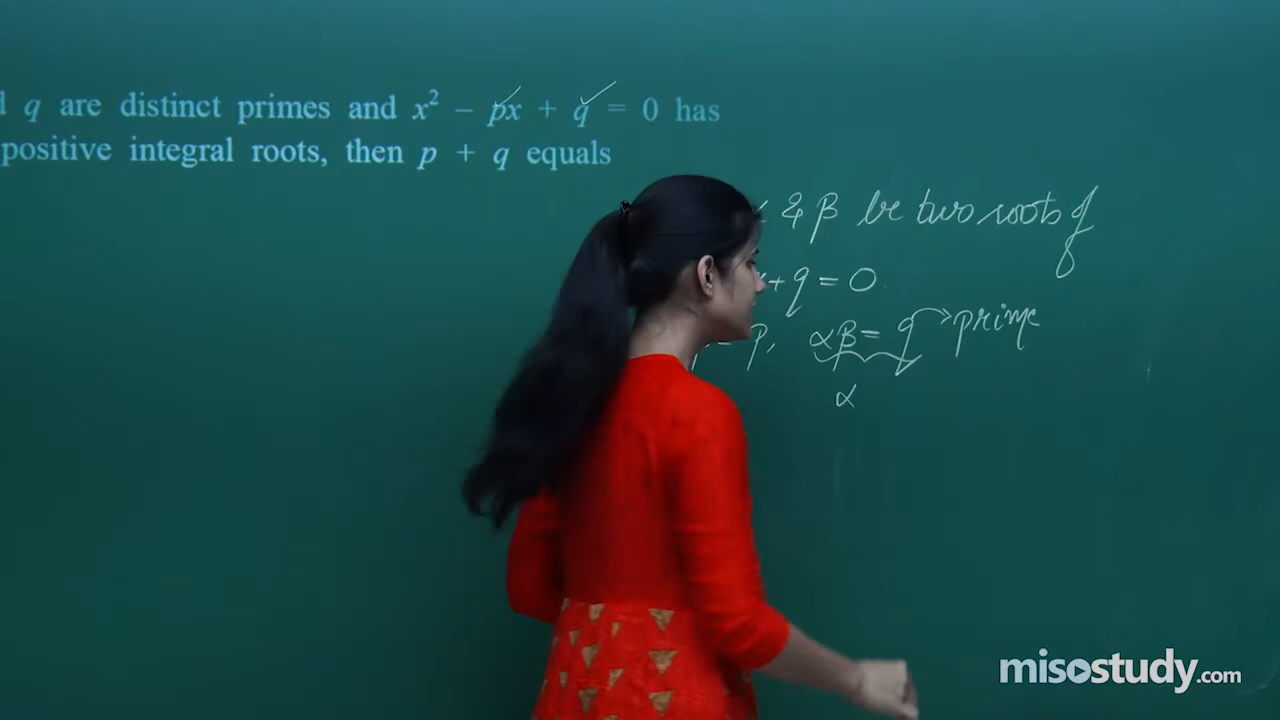 q are distinct primes and x² – px + q = 0 has
positive integral roots, then p + q equals
& β be two roots of
+ q = 0
p, αβ = q → prime
α
misostudy.com